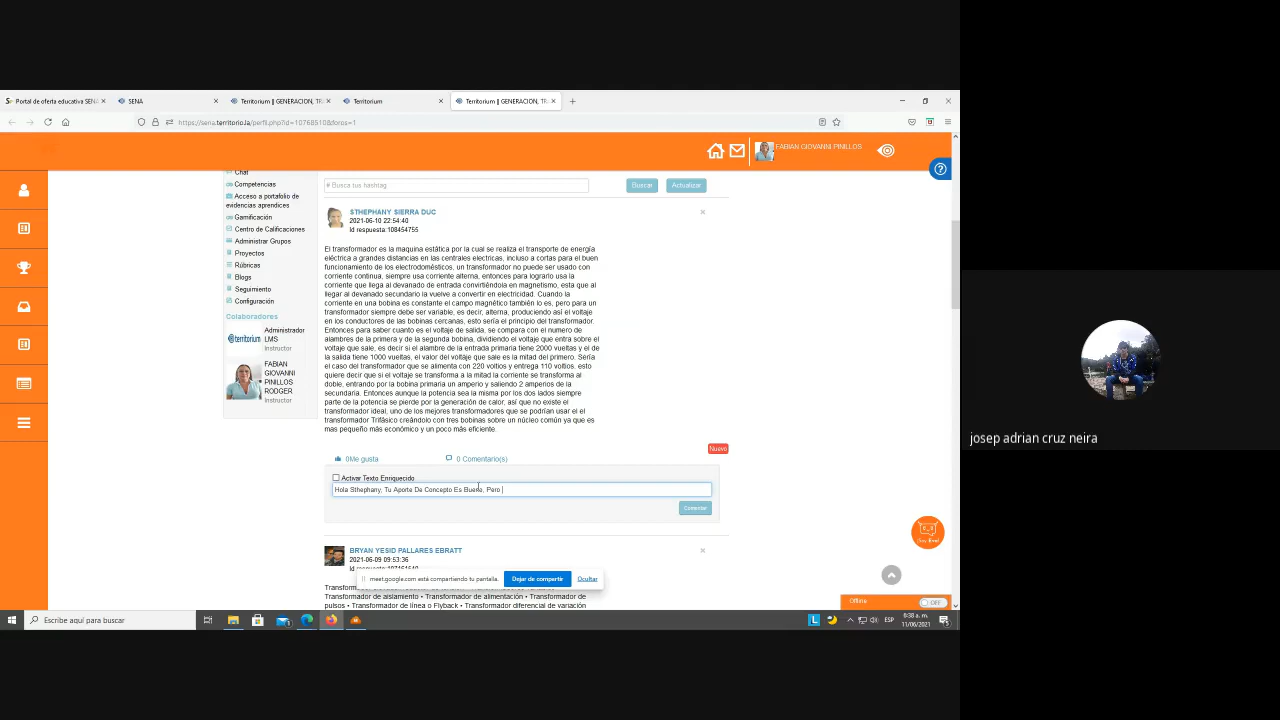 Portal de oferta educativa SENA
SENA
Territorium || GENERACION, TR
Territorium
Territorium || GENERACION, TR
https://sena.territorio.la/perfil.php?id=10768510&foros=1
FABIAN GIOVANNI PINILLOS
Chat
Competencias
Acceso a portafolio de
evidencias aprendices
Gamificación
Centro de Calificaciones
Administrar Grupos
Proyectos
Rúbricas
Blogs
Seguimiento
Configuración
Colaboradores
territorium
Administrador
LMS
Instructor
FABIAN
GIOVANNI
PINILLOS
RODGER
Instructor
# Busca tus hashtag
Buscar
Actualizar
STHEPHANY SIERRA DUC
2021-06-10 22:54:40
Id respuesta:108454755
El transformador es la maquina estática por la cual se realiza el transporte de energía
eléctrica a grandes distancias en las centrales electricas, incluso a cortas para el buen
funcionamiento de los electrodomésticos. un transformador no puede ser usado con
corriente continua, siempre usa corriente alterna, entonces para lograrlo usa la
corriente que llega al devanado de entrada convirtiéndola en magnetismo, esta que al
llegar al devanado secundario la vuelve a convertir en electricidad. Cuando la
corriente en una bobina es constante el campo magnético también lo es, pero para un
transformador siempre debe ser variable, es decir, alterna, produciendo así el voltaje
en los conductores de las bobinas cercanas, esto sería el principio del transformador.
Entonces para saber cuanto es el voltaje de salida, se compara con el numero de
alambres de la primera y de la segunda bobina, dividiendo el voltaje que entra sobre el
voltaje que sale, es decir si el alambre de la entrada primaria tiene 2000 vueltas y el de
la salida tiene 1000 vueltas, el valor del voltaje que sale es la mitad del primero. Sería
el caso del transformador que se alimenta con 220 voltios y entrega 110 voltios, esto
quiere decir que si el voltaje se transforma a la mitad la corriente se transforma al
doble, entrando por la bobina primaria un amperio y saliendo 2 amperios de la
secundaria. Entonces aunque la potencia sea la misma por los dos lados siempre
parte de la potencia se pierde por la generación de calor, así que no existe el
transformador ideal, uno de los mejores transformadores que se podrían usar el el
transformador Trifásico creándolo con tres bobinas sobre un núcleo común ya que es
mas pequeño más económico y un poco más eficiente.
Nuevo
0Me gusta
0 Comentario(s)
Activar Texto Enriquecido
Hola Sthephany, Tu Aporte De Concepto Es Bueno, Pero
Comentar
BRYAN YESID PALLARES EBRATT
2021-06-09 09:53:36
meet.google.com está compartiendo tu pantalla.
Dejar de compartir
Ocultar
Transformador de aislamiento • Transformador de alimentación • Transformador de
pulsos • Transformador de línea o Flyback • Transformador diferencial de variación
Offline
OFF
Escribe aquí para buscar
ESP
8:38 a. m.
11/06/2021
josep adrian cruz neira